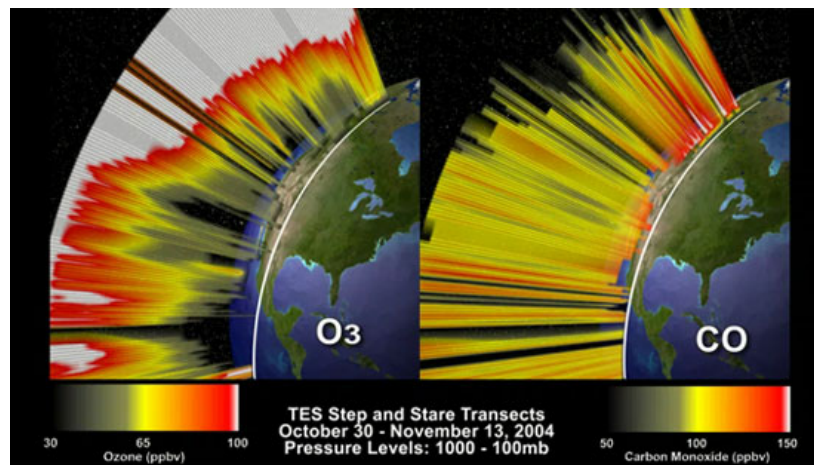 O3
CO
TES Step and Stare Transects
October 30 - November 13, 2004
Pressure Levels: 1000 - 100mb
30 65 100
Ozone (ppbv)
50 100 150
Carbon Monoxide (ppbv)